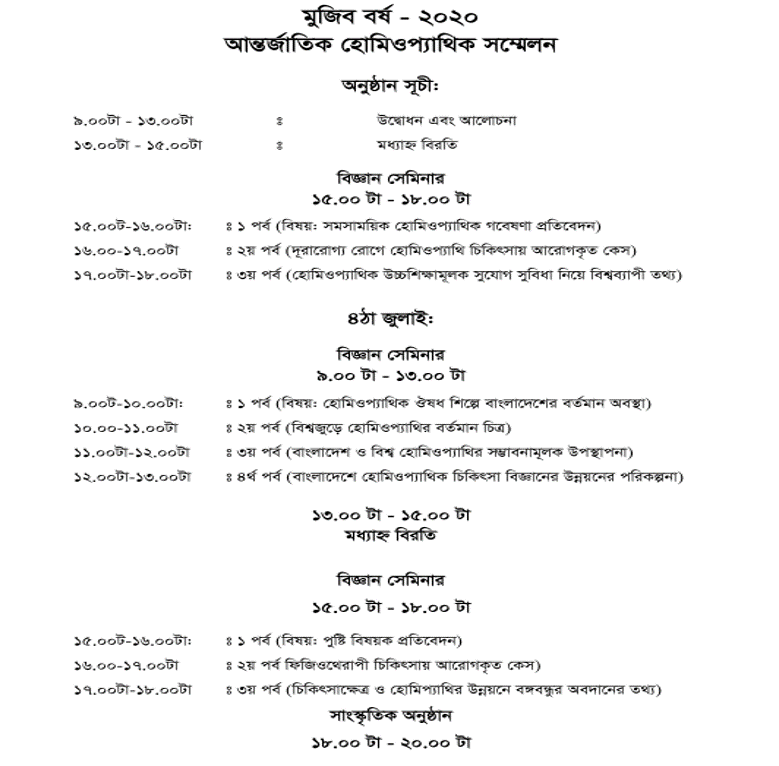 মুজিব বর্ষ - ২০২০
আন্তর্জাতিক হোমিওপ্যাথিক সম্মেলন
অনুষ্ঠান সূচী:
৯.০০টা - ১৩.০০টা ঃ উদ্বোধন এবং আলোচনা
১৩.০০টা - ১৫.০০টা ঃ মধ্যাহ্ন বিরতি
বিজ্ঞান সেমিনার
১৫.০০ টা - ১৮.০০ টা
১৫.০০ট-১৬.০০টা: ঃ ১ পর্ব (বিষয়: সমসাময়িক হোমিওপ্যাথিক গবেষণা প্রতিবেদন)
১৬.০০-১৭.০০টা ঃ ২য় পর্ব (দূরারোগ্য রোগে হোমিওপ্যাথি চিকিৎসায় আরোগকৃত কেস)
১৭.০০টা-১৮.০০টা ঃ ৩য় পর্ব (হোমিওপ্যাথিক উচ্চশিক্ষামূলক সুযোগ সুবিধা নিয়ে বিশ্বব্যাপী তথ্য)
৪ঠা জুলাই:
বিজ্ঞান সেমিনার
৯.০০ টা - ১৩.০০ টা
৯.০০ট-১০.০০টা: ঃ ১ পর্ব (বিষয়: হোমিওপ্যাথিক ঔষধ শিল্পে বাংলাদেশের বর্তমান অবস্থা)
১০.০০-১১.০০টা ঃ ২য় পর্ব (বিশ্বজুড়ে হোমিওপ্যাথির বর্তমান চিত্র)
১১.০০টা-১২.০০টা ঃ ৩য় পর্ব (বাংলাদেশ ও বিশ্ব হোমিওপ্যাথির সম্ভাবনামূলক উপস্থাপনা)
১২.০০টা-১৩.০০টা ঃ ৪র্থ পর্ব (বাংলাদেশে হোমিওপ্যাথিক চিকিৎসা বিজ্ঞানের উন্নয়নের পরিকল্পনা)
১৩.০০ টা - ১৫.০০ টা
মধ্যাহ্ন বিরতি
বিজ্ঞান সেমিনার
১৫.০০ টা - ১৮.০০ টা
১৫.০০ট-১৬.০০টা: ঃ ১ পর্ব (বিষয়: পুষ্টি বিষয়ক প্রতিবেদন)
১৬.০০-১৭.০০টা ঃ ২য় পর্ব ফিজিওথেরাপী চিকিৎসায় আরোগকৃত কেস)
১৭.০০টা-১৮.০০টা ঃ ৩য় পর্ব (চিকিৎসাক্ষেত্র ও হোমিপ্যাথির উন্নয়নে বঙ্গবন্ধুর অবদানের তথ্য)
সাংস্কৃতিক অনুষ্ঠান
১৮.০০ টা - ২০.০০ টা